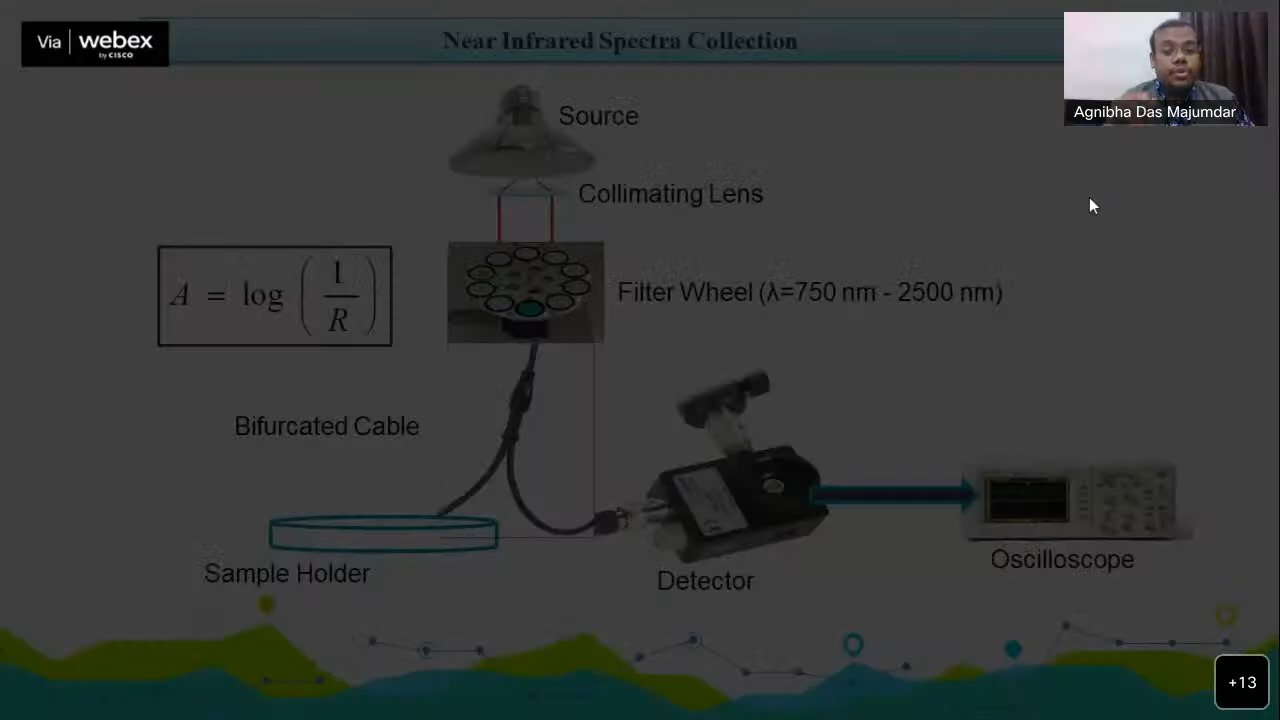 Via webex
by CISCO
Near Infrared Spectra Collection
Agnibha Das Majumdar
Source
Collimating Lens
A = log ( 1 / R )
Filter Wheel (λ=750 nm - 2500 nm)
Bifurcated Cable
Sample Holder
Detector
Oscilloscope
+13